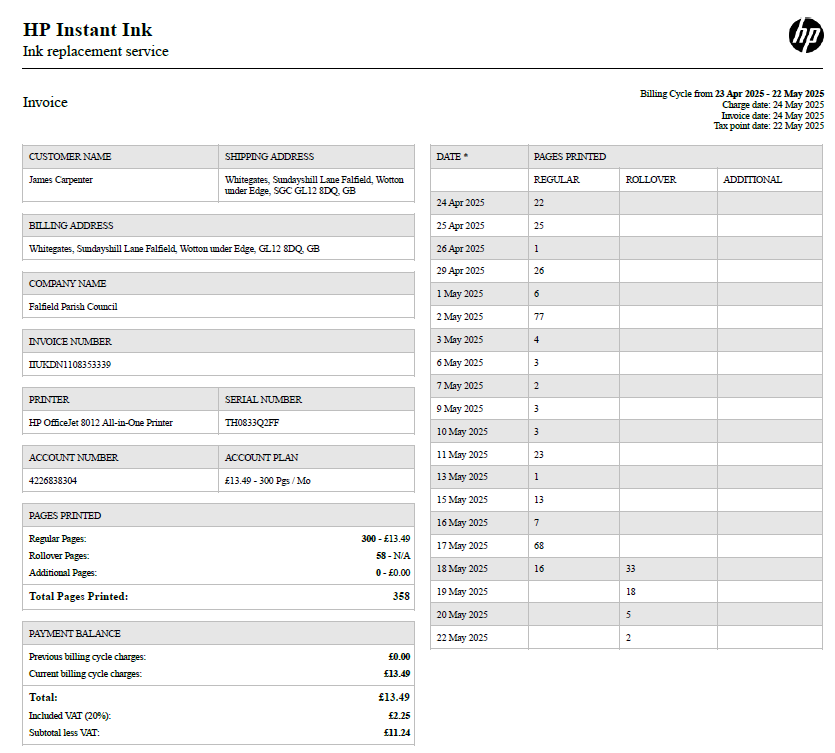 HP Instant Ink
Ink replacement service
hp
Invoice
Billing Cycle from 23 Apr 2025 - 22 May 2025
Charge date: 24 May 2025
Invoice date: 24 May 2025
Tax point date: 22 May 2025
CUSTOMER NAME SHIPPING ADDRESS
James Carpenter Whitegates, Sundayshill Lane Falfield, Wotton
under Edge, SGC GL12 8DQ, GB
BILLING ADDRESS
Whitegates, Sundayshill Lane Falfield, Wotton under Edge, GL12 8DQ, GB
COMPANY NAME
Falfield Parish Council
INVOICE NUMBER
IIUKDN1108353339
PRINTER SERIAL NUMBER
HP OfficeJet 8012 All-in-One Printer TH0833Q2FF
ACCOUNT NUMBER ACCOUNT PLAN
4226838304 £13.49 - 300 Pgs / Mo
PAGES PRINTED
Regular Pages: 300 - £13.49
Rollover Pages: 58 - N/A
Additional Pages: 0 - £0.00
Total Pages Printed: 358
PAYMENT BALANCE
Previous billing cycle charges: £0.00
Current billing cycle charges: £13.49
Total: £13.49
Included VAT (20%): £2.25
Subtotal less VAT: £11.24
DATE * PAGES PRINTED
REGULAR ROLLOVER ADDITIONAL
24 Apr 2025 22
25 Apr 2025 25
26 Apr 2025 1
29 Apr 2025 26
1 May 2025 6
2 May 2025 77
3 May 2025 4
6 May 2025 3
7 May 2025 2
9 May 2025 3
10 May 2025 3
11 May 2025 23
13 May 2025 1
15 May 2025 13
16 May 2025 7
17 May 2025 68
18 May 2025 16 33
19 May 2025 18
20 May 2025 5
22 May 2025 2